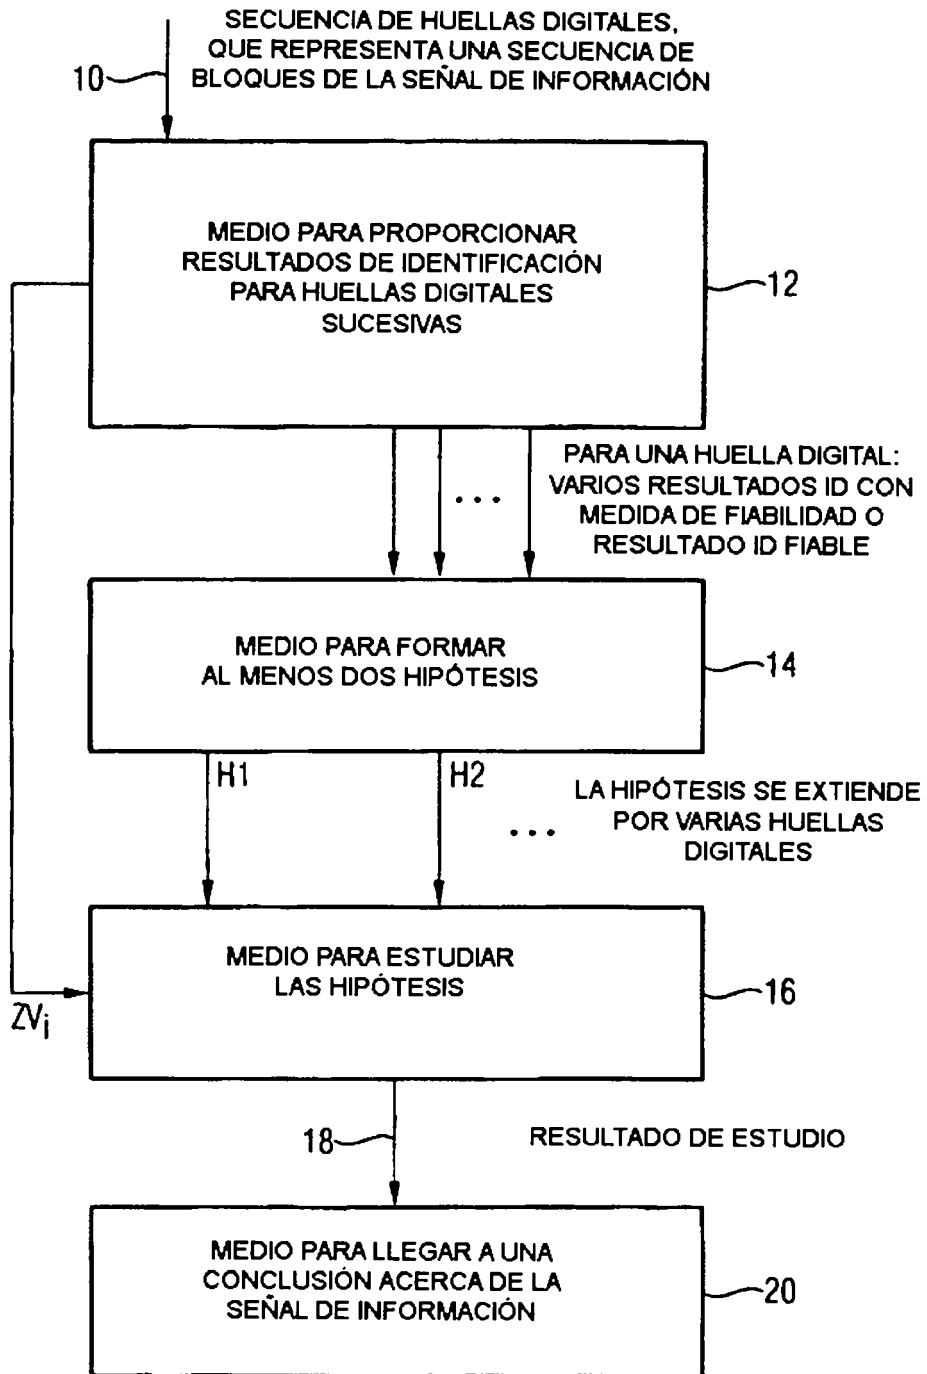 SECUENCIA DE HUELLAS DIGITALES,
QUE REPRESENTA UNA SECUENCIA DE
BLOQUES DE LA SEÑAL DE INFORMACIÓN
10
MEDIO PARA PROPORCIONAR
RESULTADOS DE IDENTIFICACIÓN
PARA HUELLAS DIGITALES
SUCESIVAS
12
PARA UNA HUELLA DIGITAL:
VARIOS RESULTADOS ID CON
MEDIDA DE FIABILIDAD O
RESULTADO ID FIABLE
...
MEDIO PARA FORMAR
AL MENOS DOS HIPÓTESIS
14
H1
H2
LA HIPÓTESIS SE EXTIENDE
POR VARIAS HUELLAS
DIGITALES
...
MEDIO PARA ESTUDIAR
LAS HIPÓTESIS
16
ZVi
18
RESULTADO DE ESTUDIO
MEDIO PARA LLEGAR A UNA
CONCLUSIÓN ACERCA DE LA
SEÑAL DE INFORMACIÓN
20